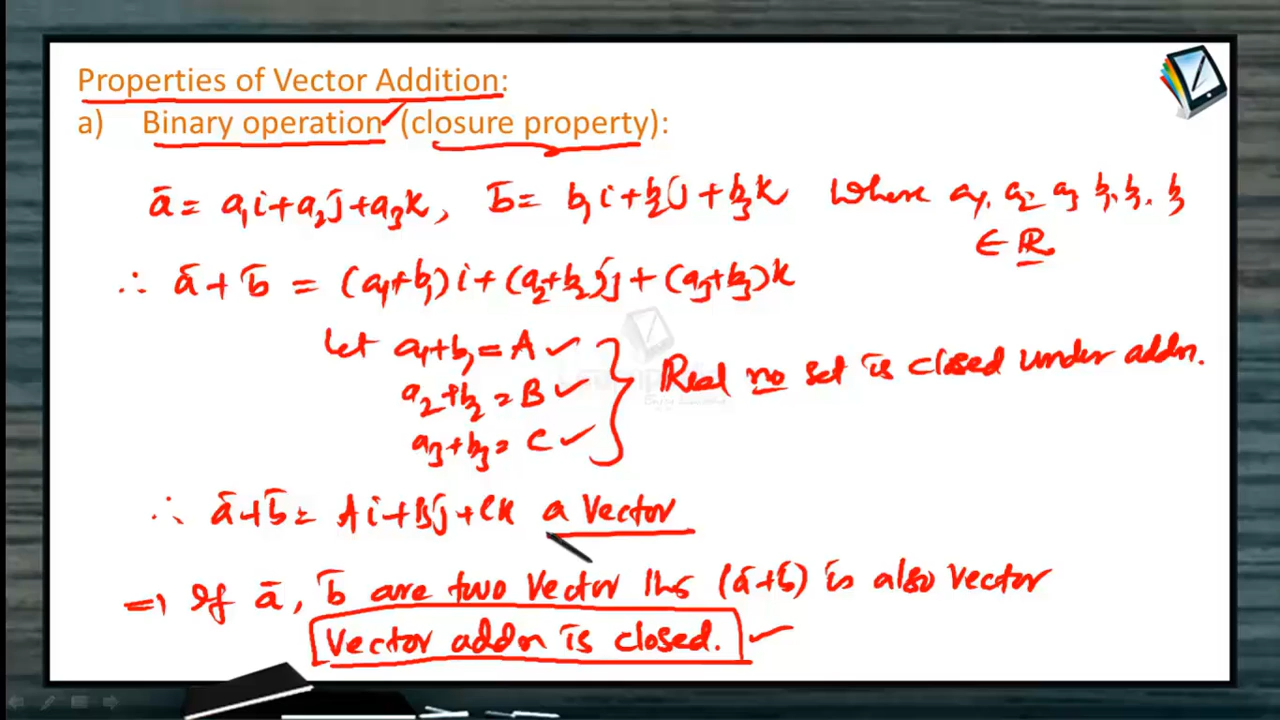 Properties of Vector Addition:
a) Binary operation (closure property):
ā = a₁i+a₂j+a₃k, b̄ = b₁i+b₂j+b₃k where a₁, a₂ a₃ b₁, b₂, b₃
∈ ℝ
∴ ā+b̄ = (a₁+b₁)i+(a₂+b₂)j+(a₃+b₃)k
Let a₁+b₁ = A ✓
a₂+b₂ = B ✓
a₃+b₃ = C ✓
Real no set is closed under addn.
∴ ā+b̄ = Ai+Bj+Ck a vector
⇒ If ā, b̄ are two vector (ā+b̄) is also vector
Vector addn is closed. ✓